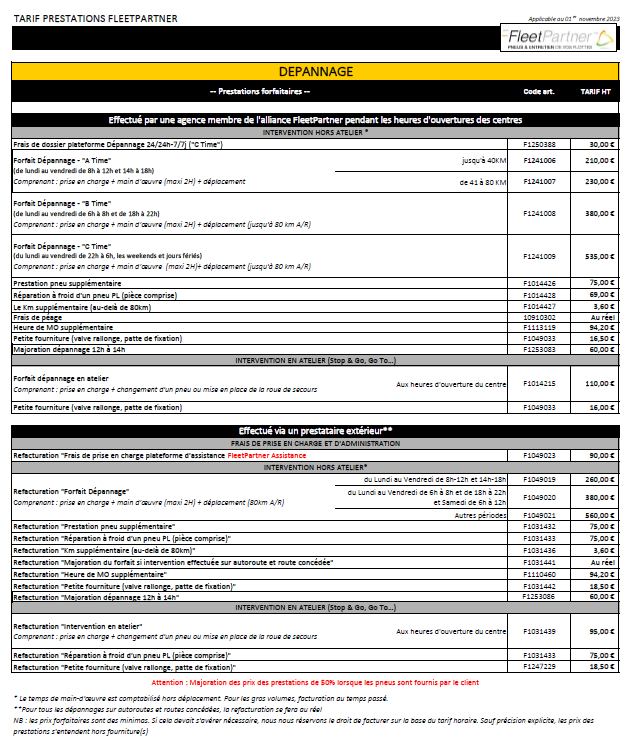 TARIF PRESTATIONS FLEETPARTNER
Applicable au 01er novembre 2023
FleetPartner™
PNEUS & ENTRETIEN DE VOS FLOTTES
DEPANNAGE
-- Prestations forfaitaires -- Code art. TARIF HT
Effectué par une agence membre de l'alliance FleetPartner pendant les heures d'ouvertures des centres
INTERVENTION HORS ATELIER *
Frais de dossier plateforme Dépannage 24/24h-7/7j ("C Time") F1250388 30,00 €
Forfait Dépannage - "A Time" jusqu'à 40KM F1241006 210,00 €
(de lundi au vendredi de 8h à 12h et 14h à 18h)
Comprenant : prise en charge + main d'œuvre (maxi 2H) + déplacement de 41 à 80 KM F1241007 230,00 €
Forfait Dépannage - "B Time"
(de lundi au vendredi de 6h à 8h et de 18h à 22h) F1241008 380,00 €
Comprenant : prise en charge + main d'œuvre (maxi 2H) + déplacement (jusqu'à 80 km A/R)
Forfait Dépannage - "C Time"
(du lundi au vendredi de 22h à 6h, les weekends et jours fériés) F1241009 535,00 €
Comprenant : prise en charge + main d'œuvre (maxi 2H)+ déplacement (jusqu'à 80 km A/R)
Prestation pneu supplémentaire F1014426 75,00 €
Réparation à froid d'un pneu PL (pièce comprise) F1014428 69,00 €
Le Km supplémentaire (au-delà de 80km) F1014427 3,60 €
Frais de péage 10910302 Au réel
Heure de MO supplémentaire F1113119 94,20 €
Petite fourniture (valve rallonge, patte de fixation) F1049033 16,50 €
Majoration dépannage 12h à 14h F1253083 60,00 €
INTERVENTION EN ATELIER (Stop & Go, Go To...)
Forfait dépannage en atelier Aux heures d'ouverture du centre F1014215 110,00 €
Comprenant : prise en charge + changement d'un pneu ou mise en place de la roue de secours
Petite fourniture (valve rallonge, patte de fixation) F1049033 16,00 €
Effectué via un prestataire extérieur**
FRAIS DE PRISE EN CHARGE ET D'ADMINISTRATION
Refacturation "Frais de prise en charge plateforme d'assistance FleetPartner Assistance F1049023 90,00 €
INTERVENTION HORS ATELIER*
du Lundi au Vendredi de 8h-12h et 14h-18h F1049019 260,00 €
Refacturation "Forfait Dépannage" du Lundi au Vendredi de 6h à 8h et de 18h à 22h
Comprenant : prise en charge + main d'œuvre (maxi 2H) + déplacement (80km A/R) et Samedi de 6h à 12h F1049020 380,00 €
Autres périodes F1049021 560,00 €
Refacturation "Prestation pneu supplémentaire" F1031432 75,00 €
Refacturation "Réparation à froid d'un pneu PL (pièce comprise)" F1031433 75,00 €
Refacturation "Km supplémentaire (au-delà de 80km)" F1031436 3,60 €
Refacturation "Majoration du forfait si intervention effectuée sur autoroute et route concédée" F1031441 Au réel
Refacturation "Heure de MO supplémentaire" F1110460 94,20 €
Refacturation "Petite fourniture (valve rallonge, patte de fixation)" F1031442 18,50 €
Refacturation "Majoration dépannage 12h à 14h" F1253086 60,00 €
INTERVENTION EN ATELIER (Stop & Go, Go To...)
Refacturation "Intervention en atelier" Aux heures d'ouverture du centre F1031439 95,00 €
Comprenant : prise en charge + changement d'un pneu ou mise en place de la roue de secours
Refacturation "Réparation à froid d'un pneu PL (pièce comprise)" F1031433 75,00 €
Refacturation "Petite fourniture (valve rallonge, patte de fixation)" F1247229 18,50 €
Attention : Majoration des prix des prestations de 50% lorsque les pneus sont fournis par le client
* Le temps de main-d'œuvre est comptabilisé hors déplacement. Pour les gros volumes, facturation au temps passé.
**Pour tous les dépannages sur autoroutes et routes concédées, la refacturation se fera au réel
NB : les prix forfaitaires sont des minimas. Si cela devait s'avérer nécessaire, nous nous réservons le droit de facturer sur la base du tarif horaire. Sauf précision explicite, les prix des
prestations s'entendent hors fourniture(s)